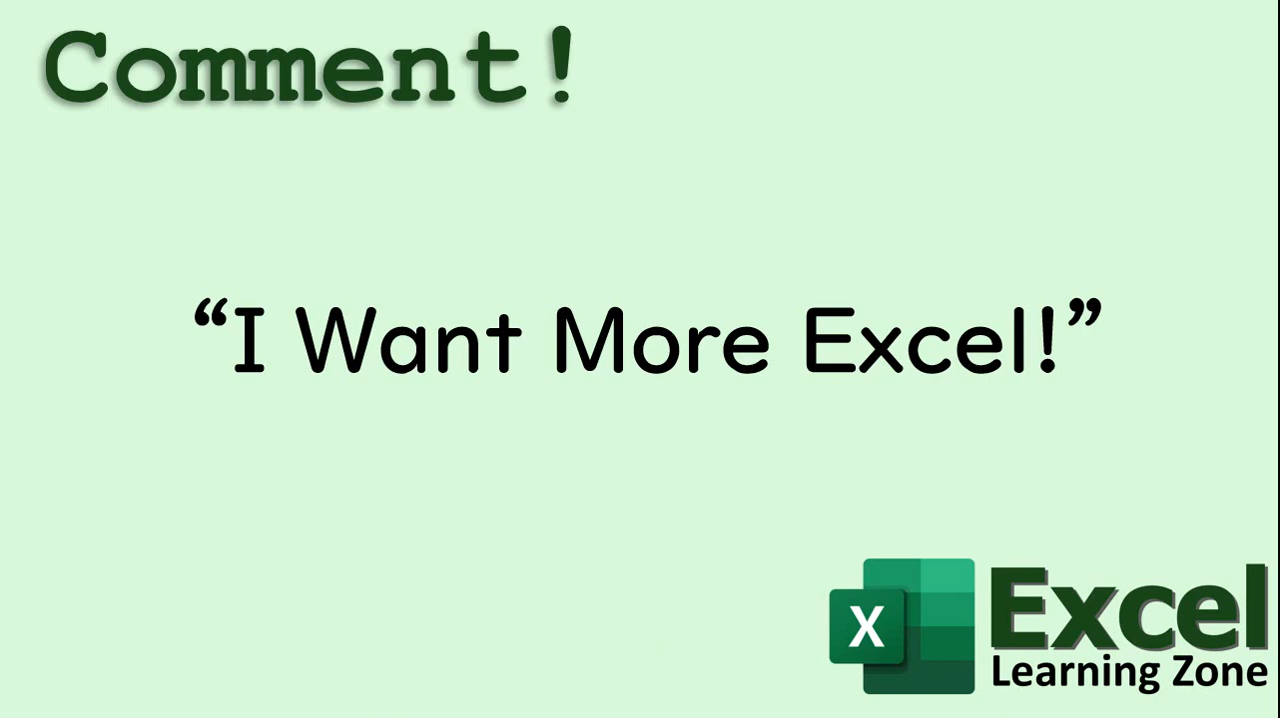 Comment!
“I Want More Excel!”
X
Excel
Learning Zone